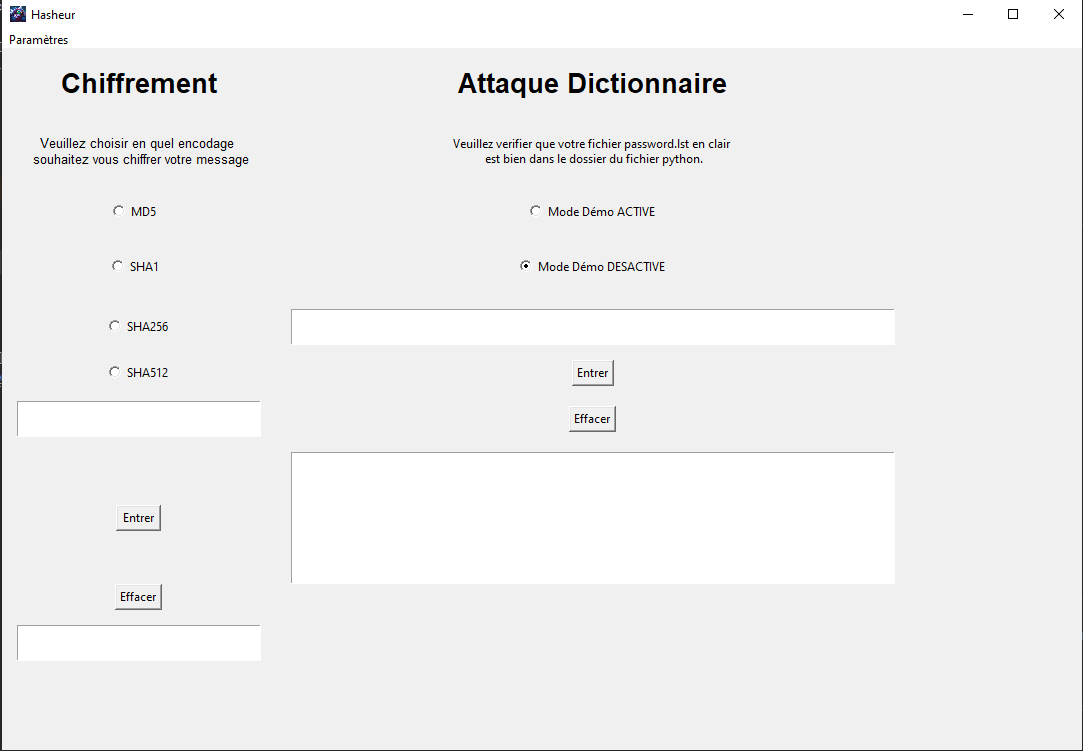 Hasheur
Paramètres
Chiffrement
Veuillez choisir en quel encodage
souhaitez vous chiffrer votre message
MD5
SHA1
SHA256
SHA512
Entrer
Effacer
Attaque Dictionnaire
Veuillez verifier que votre fichier password.lst en clair
est bien dans le dossier du fichier python.
Mode Démo ACTIVE
Mode Démo DESACTIVE
Entrer
Effacer